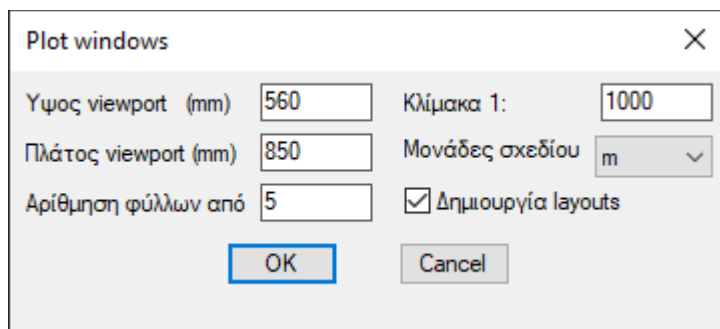 Plot windows
Υψος viewport (mm) 560 Κλίμακα 1: 1000
Πλάτος viewport (mm) 850 Μονάδες σχεδίου m
Αρίθμηση φύλλων από 5 Δημιουργία layouts
OK Cancel